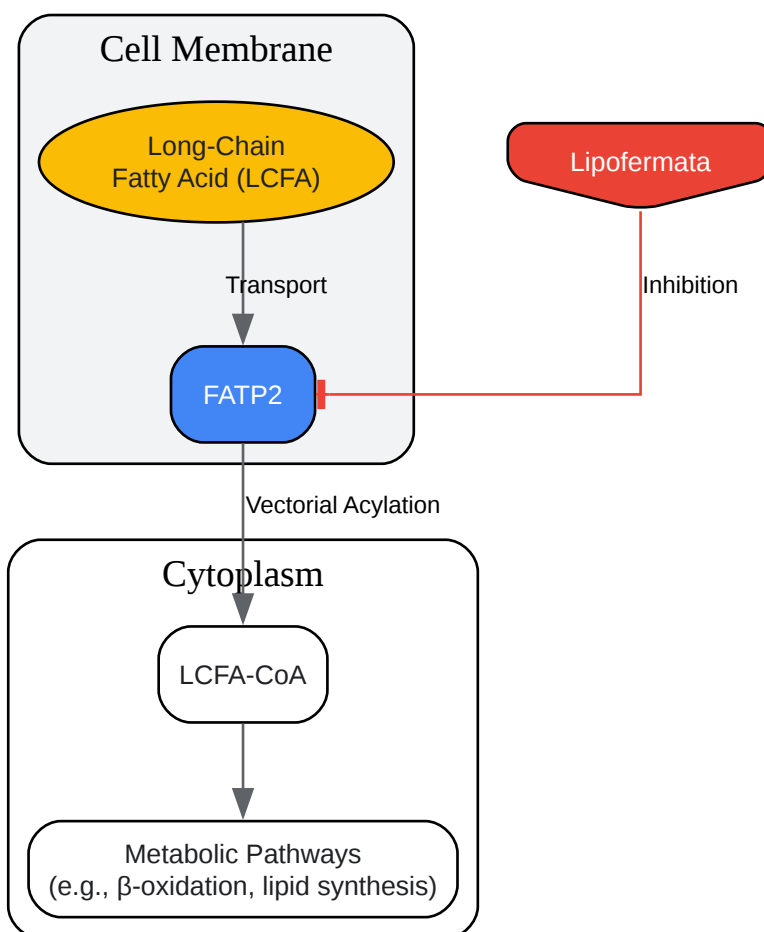 Cell Membrane
Long-Chain
Fatty Acid (LCFA)
Lipofermata
Transport
Inhibition
FATP2
Vectorial Acylation
Cytoplasm
LCFA-CoA
Metabolic Pathways
(e.g., β-oxidation, lipid synthesis)